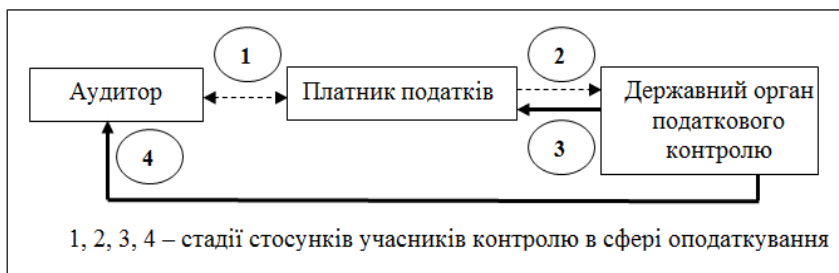 1
2
Аудитор
Платник податків
Державний орган
податкового
контролю
4
3
1, 2, 3, 4 – стадії стосунків учасників контролю в сфері оподаткування